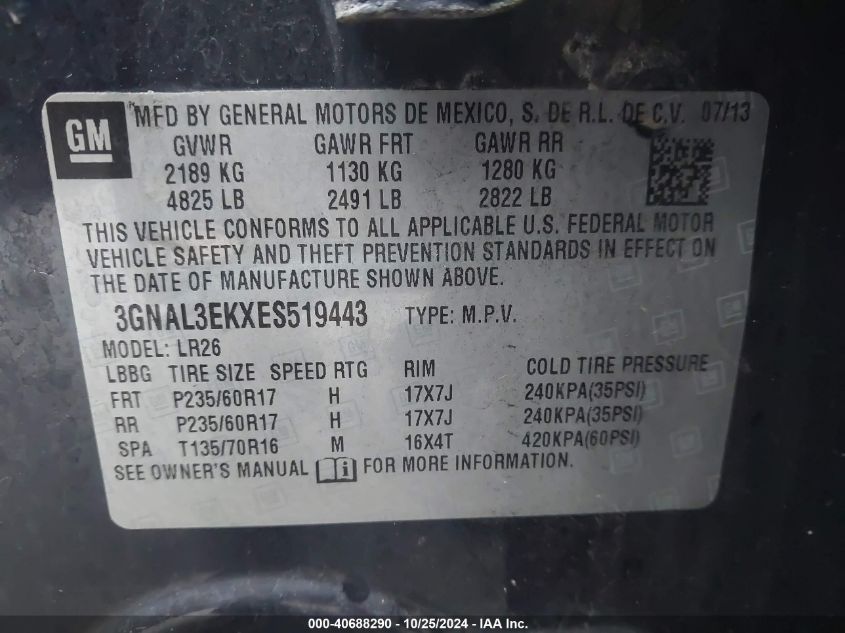 GM
MFD BY GENERAL MOTORS DE MEXICO, S. DE R.L. DE C.V. 07/13
GVWR GAWR FRT GAWR RR
2189 KG 1130 KG 1280 KG
4825 LB 2491 LB 2822 LB
THIS VEHICLE CONFORMS TO ALL APPLICABLE U.S. FEDERAL MOTOR
VEHICLE SAFETY AND THEFT PREVENTION STANDARDS IN EFFECT ON
THE DATE OF MANUFACTURE SHOWN ABOVE.
3GNAL3EKXES519443 TYPE: M.P.V.
MODEL: LR26
LBBG TIRE SIZE SPEED RTG RIM COLD TIRE PRESSURE
FRT P235/60R17 H 17X7J 240KPA(35PSI)
RR P235/60R17 H 17X7J 240KPA(35PSI)
SPA T135/70R16 M 16X4T 420KPA(60PSI)
SEE OWNER'S MANUAL i FOR MORE INFORMATION.
000-40688290 - 10/25/2024 - IAA, Inc.